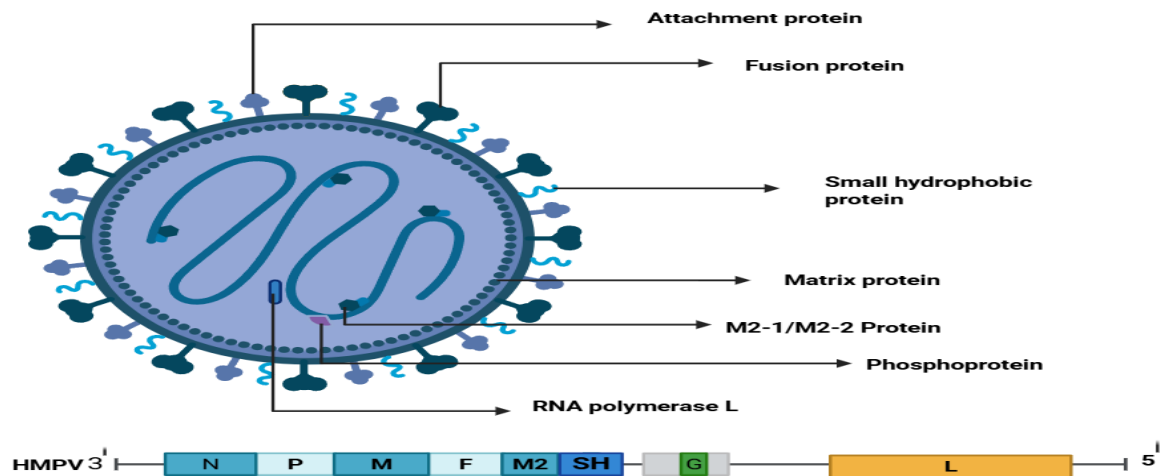 Attachment protein
Fusion protein
Small hydrophobic
protein
Matrix protein
M2-1/M2-2 Protein
Phosphoprotein
RNA polymerase L
HMPV 3' N P M F M2 SH G L 5'